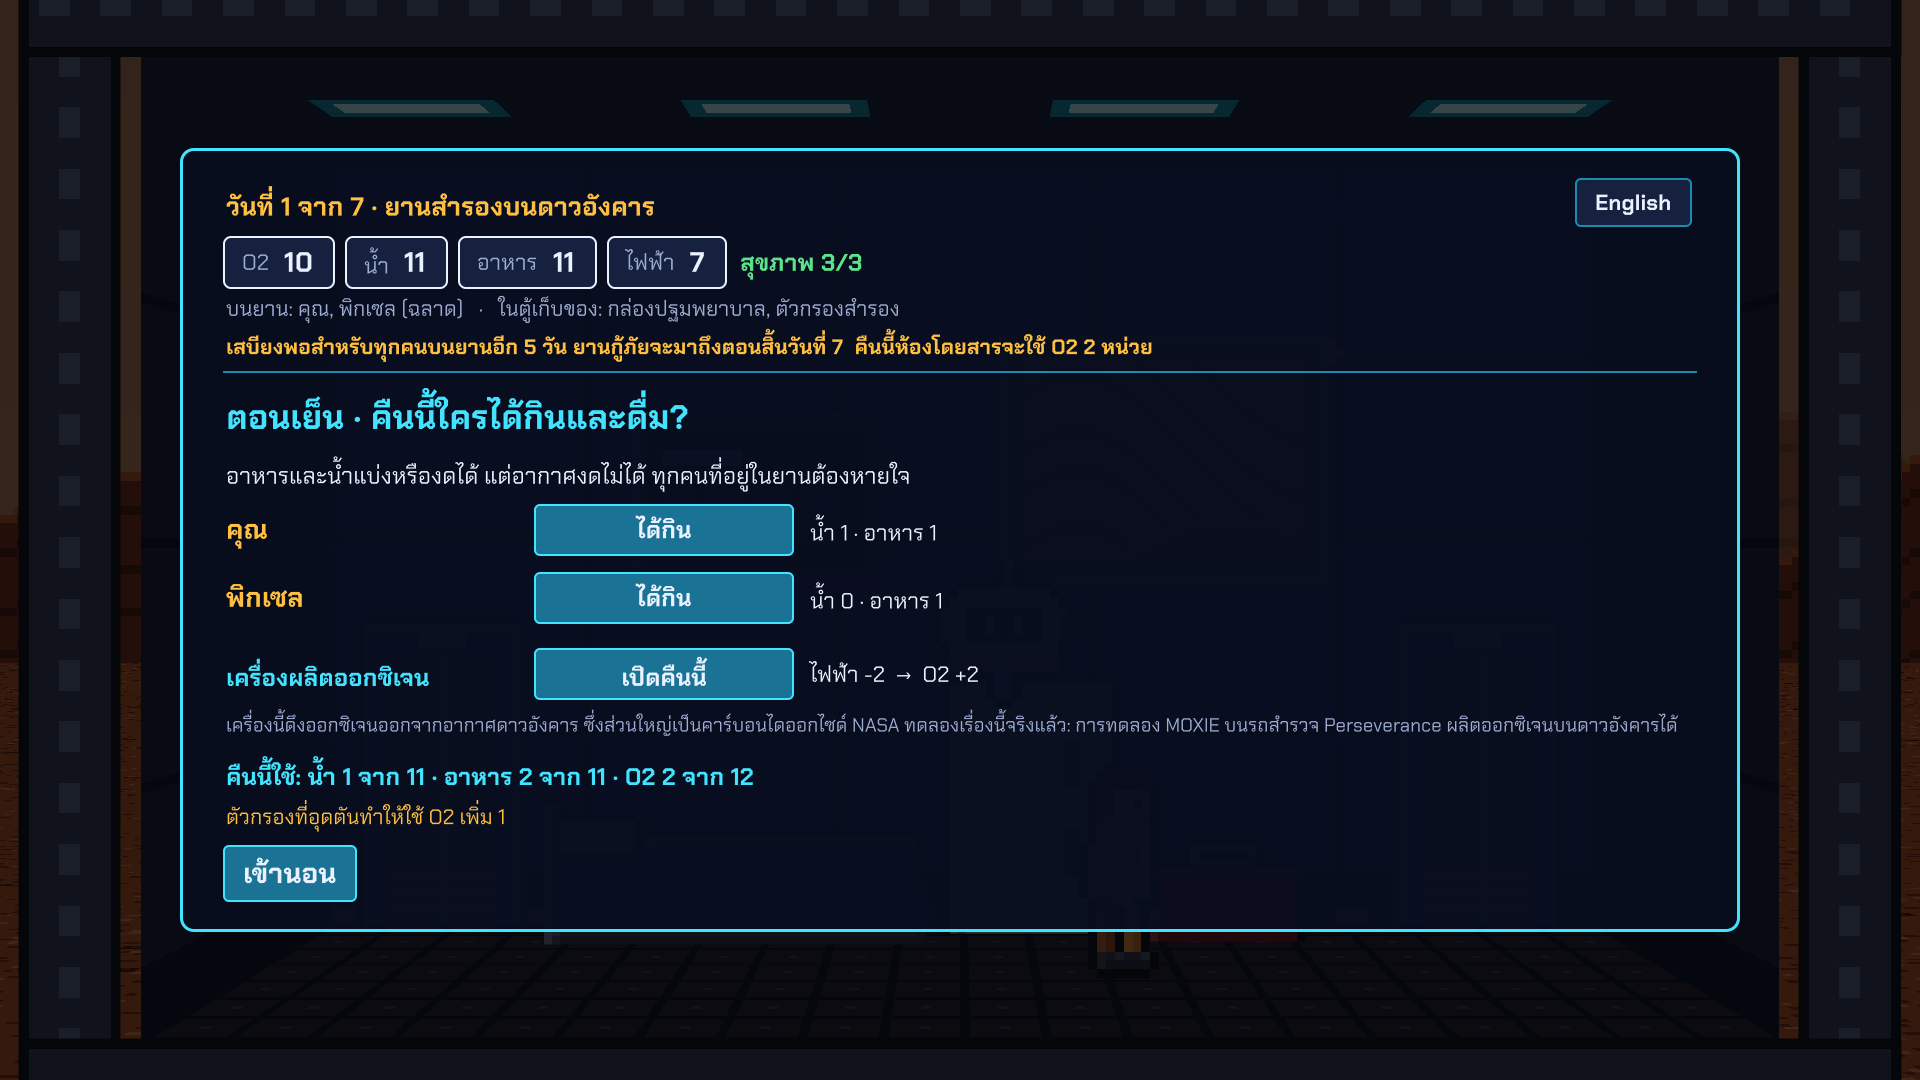 วันที่ 1 จาก 7 · ยานสำรองบนดาวอังคาร
English
O2 10 น้ำ 11 อาหาร 11 ไฟฟ้า 7 สุขภาพ 3/3
บนยาน: คุณ, พิกเซล (ฉลาด) · ในตู้เก็บของ: กล่องปฐมพยาบาล, ตัวกรองสำรอง
เสบียงพอสำหรับทุกคนบนยานอีก 5 วัน ยานกู้ภัยจะมาถึงตอนสิ้นวันที่ 7 คืนนี้ห้องโดยสารจะใช้ O2 2 หน่วย
ตอนเย็น · คืนนี้ใครได้กินและดื่ม?
อาหารและน้ำแบ่งหรืองดได้ แต่อากาศงดไม่ได้ ทุกคนที่อยู่ในยานต้องหายใจ
คุณ ได้กิน น้ำ 1 · อาหาร 1
พิกเซล ได้กิน น้ำ 0 · อาหาร 1
เครื่องผลิตออกซิเจน เปิดคืนนี้ ไฟฟ้า -2 → O2 +2
เครื่องนี้ดึงออกซิเจนออกจากอากาศดาวอังคาร ซึ่งส่วนใหญ่เป็นคาร์บอนไดออกไซด์ NASA ทดลองเรื่องนี้จริงแล้ว: การทดลอง MOXIE บนรถสำรวจ Perseverance ผลิตออกซิเจนบนดาวอังคารได้
คืนนี้ใช้: น้ำ 1 จาก 11 · อาหาร 2 จาก 11 · O2 2 จาก 12
ตัวกรองที่อุดตันทำให้ใช้ O2 เพิ่ม 1
เข้านอน